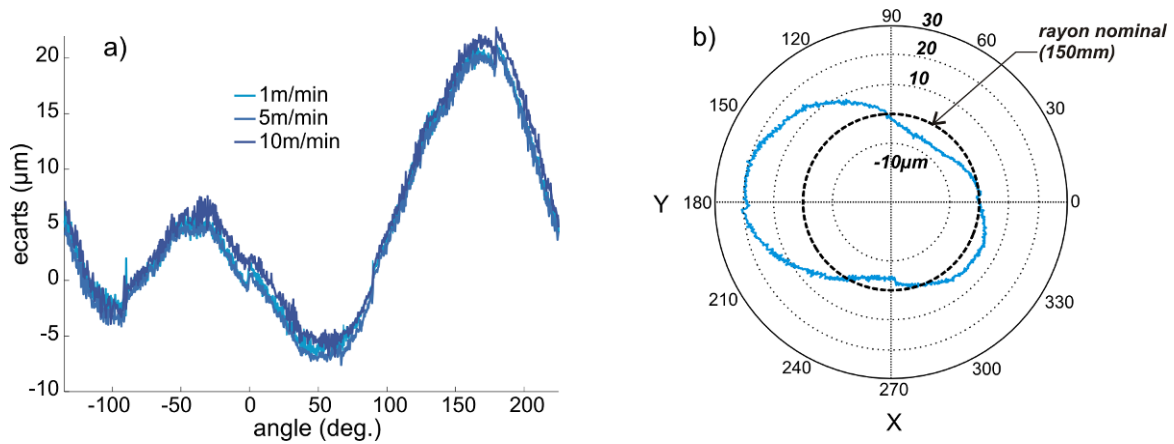 a)
20
15
10
5
0
-5
-10
ecarts (µm)
1m/min
5m/min
10m/min
-100
-50
0
50
100
150
200
angle (deg.)
b)
90
30
20
10
-10µm
rayon nominal
(150mm)
120
60
150
30
Y
180
0
210
330
240
300
270
X